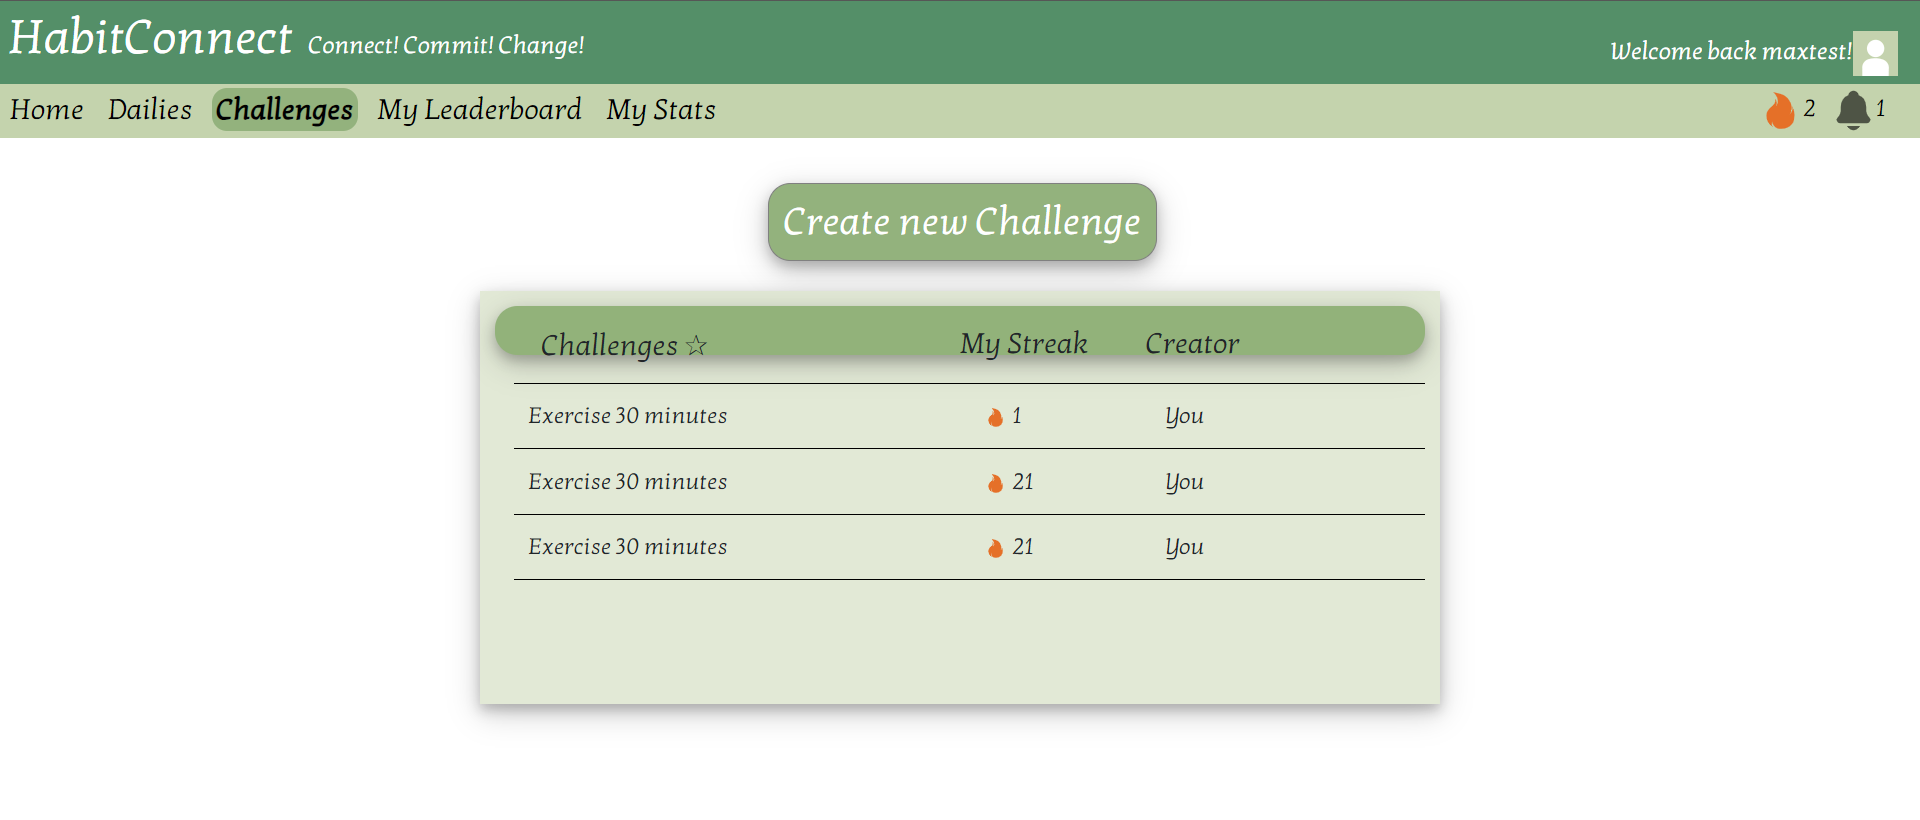 HabitConnect Connect! Commit! Change!
Welcome back maxtest!
Home Dailies Challenges My Leaderboard My Stats 2 1
Create new Challenge
Challenges ☆ My Streak Creator
Exercise 30 minutes 1 You
Exercise 30 minutes 21 You
Exercise 30 minutes 21 You